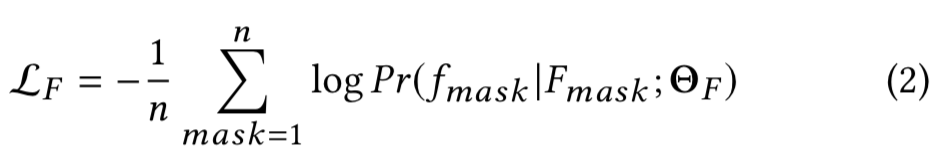 $\mathcal{L}_F = -\frac{1}{n} \sum_{mask=1}^{n} \log Pr(f_{mask}|F_{mask};\Theta_F)$ (2)